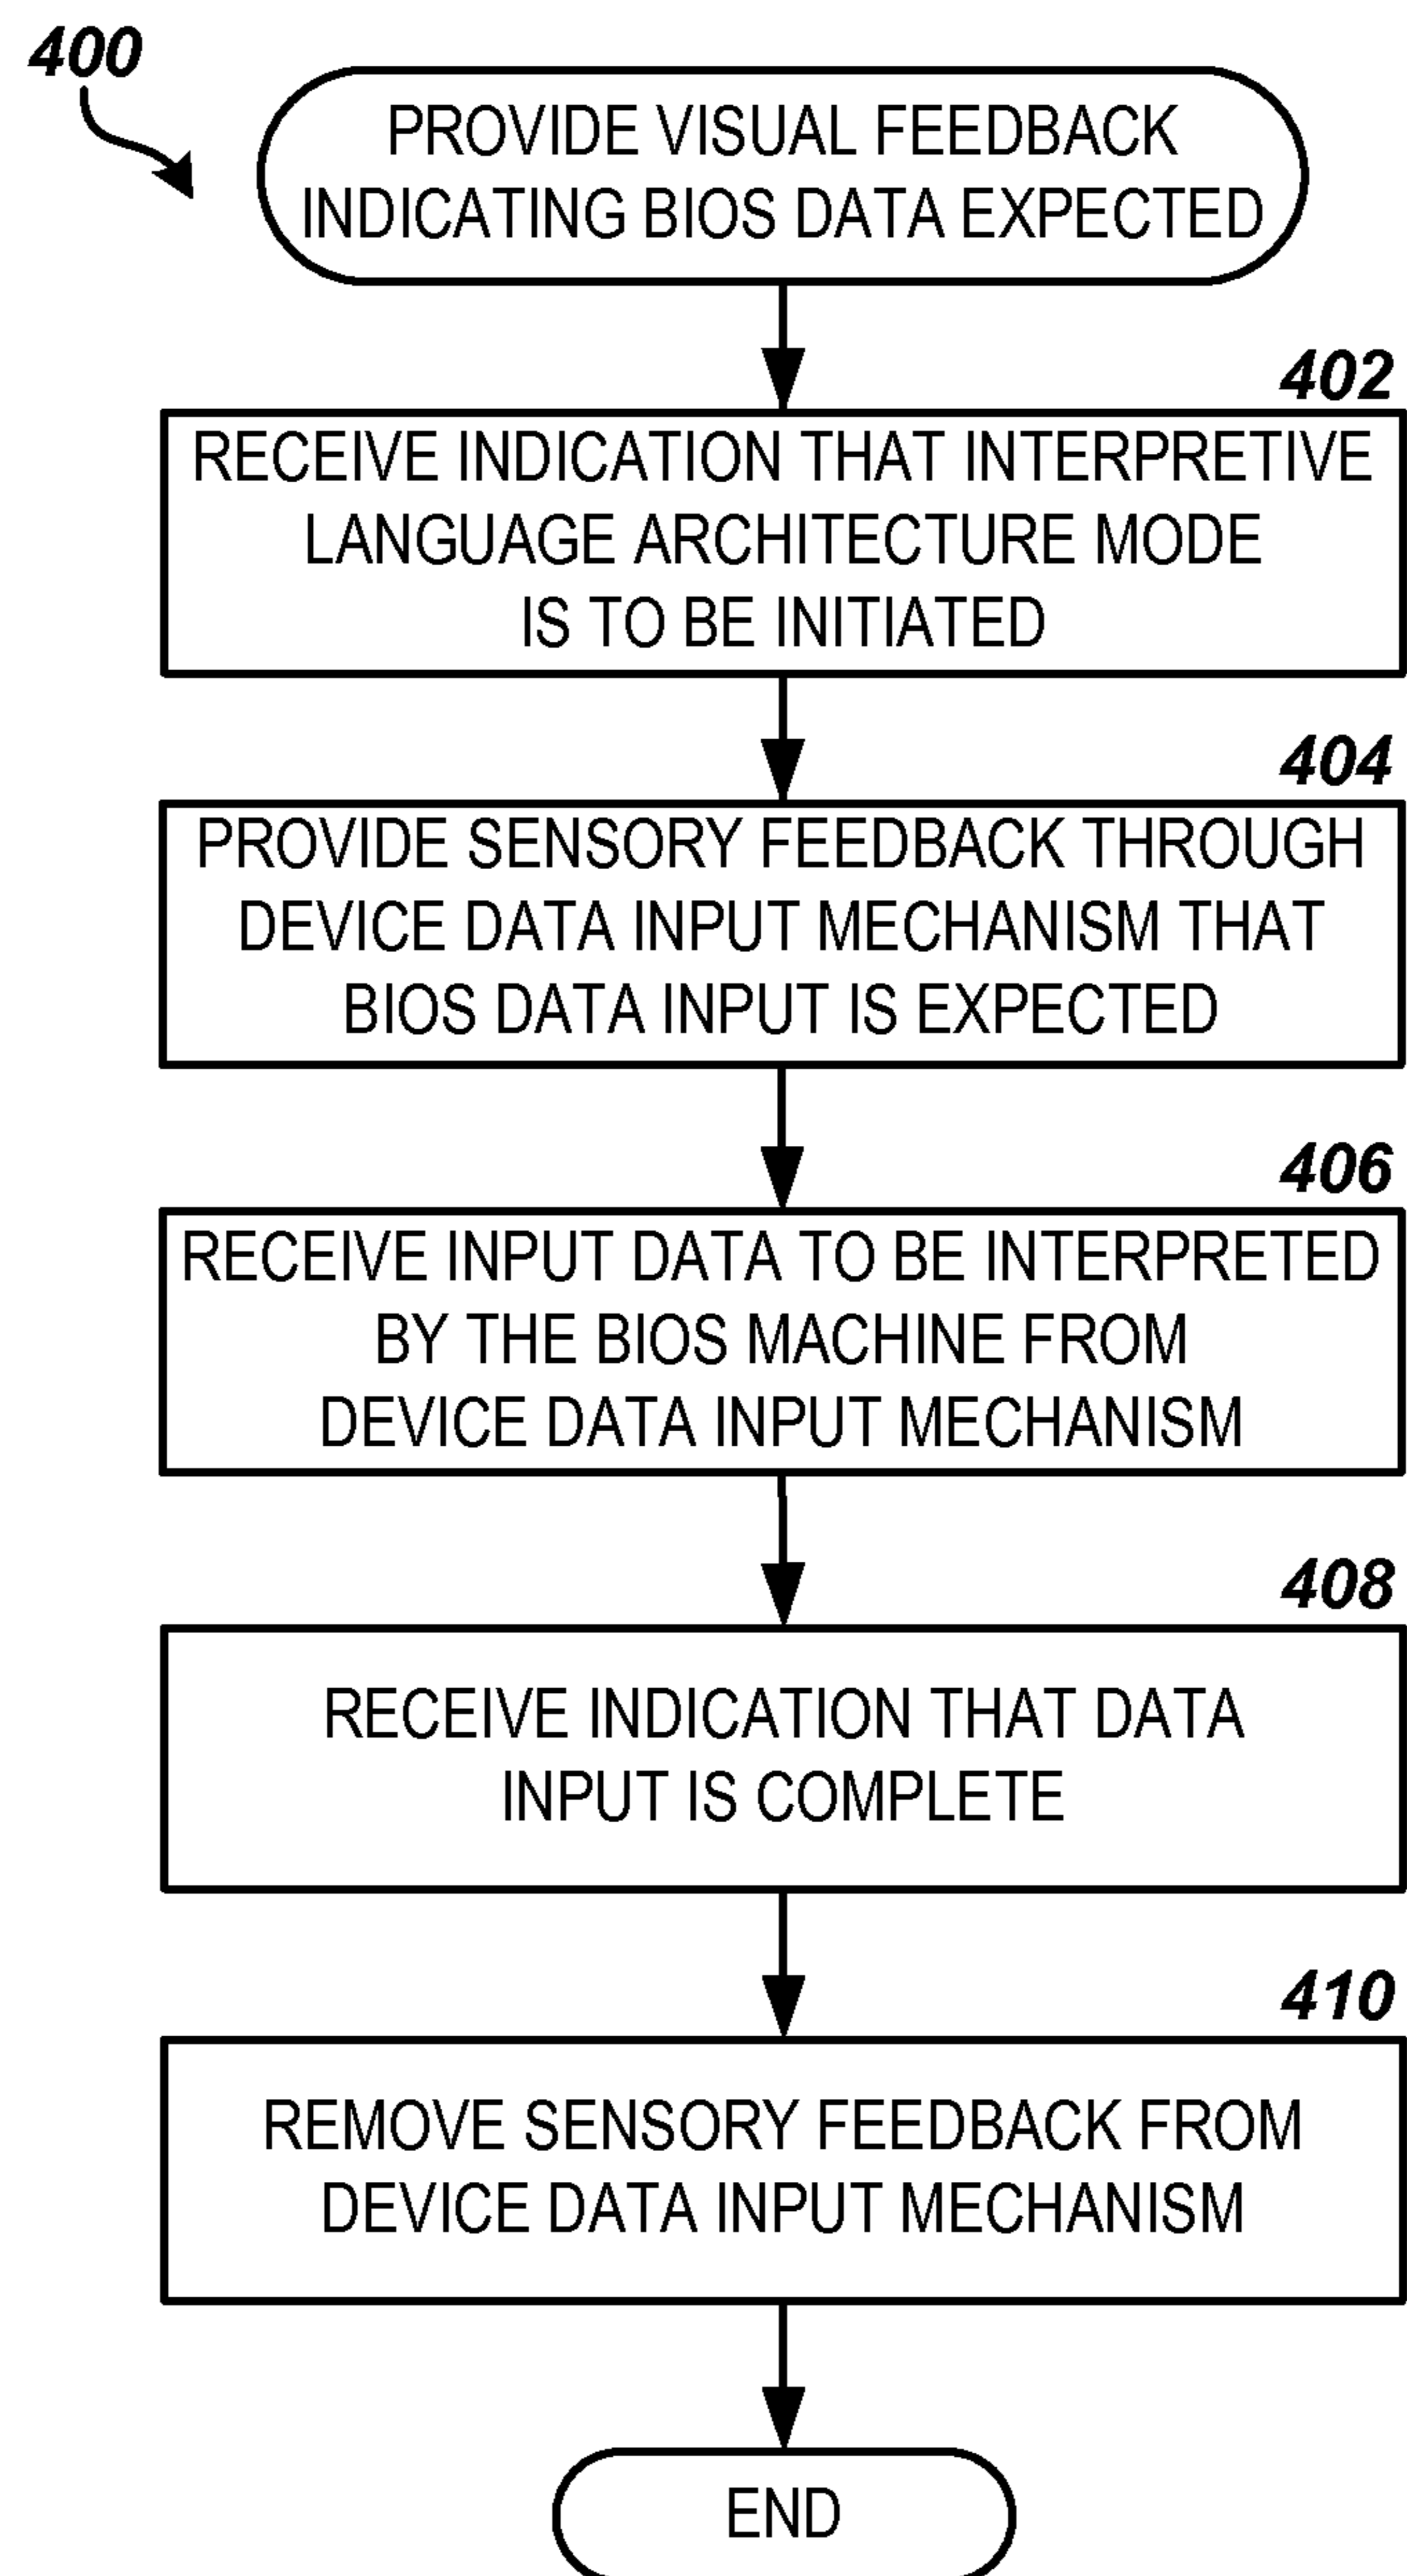 400
PROVIDE VISUAL FEEDBACK
INDICATING BIOS DATA EXPECTED
402
RECEIVE INDICATION THAT INTERPRETIVE
LANGUAGE ARCHITECTURE MODE
IS TO BE INITIATED
404
PROVIDE SENSORY FEEDBACK THROUGH
DEVICE DATA INPUT MECHANISM THAT
BIOS DATA INPUT IS EXPECTED
406
RECEIVE INPUT DATA TO BE INTERPRETED
BY THE BIOS MACHINE FROM
DEVICE DATA INPUT MECHANISM
408
RECEIVE INDICATION THAT DATA
INPUT IS COMPLETE
410
REMOVE SENSORY FEEDBACK FROM
DEVICE DATA INPUT MECHANISM
END